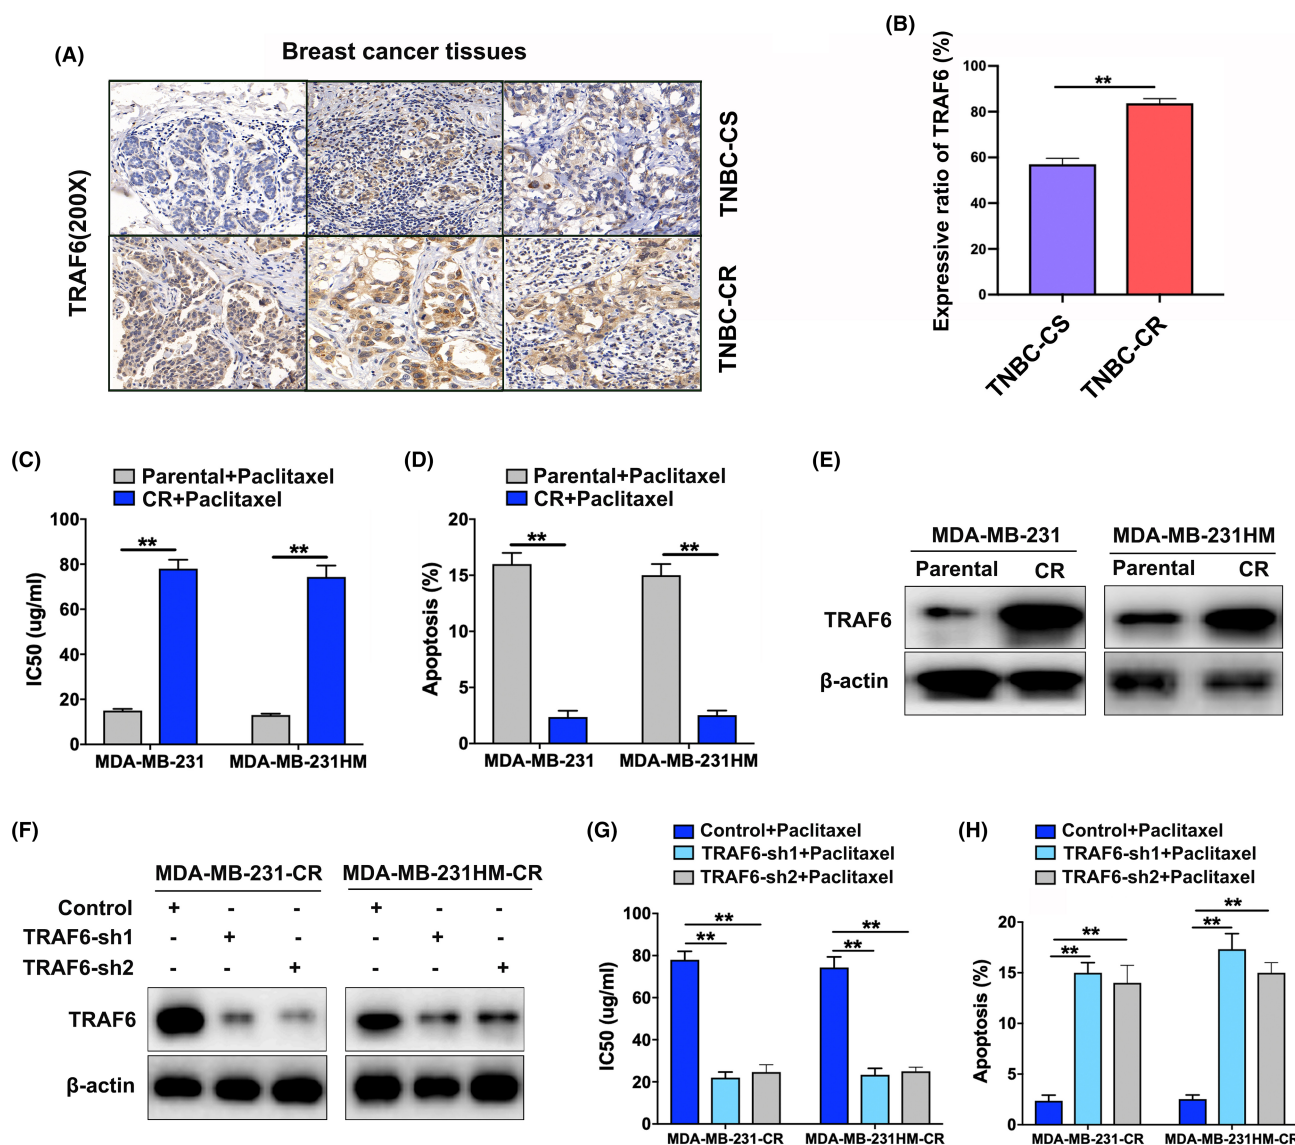 (A)
Breast cancer tissues
TRAF6(200X)
TNBC-CS
TNBC-CR
(B)
Expressive ratio of TRAF6 (%)
100
80
60
40
20
0
**
TNBC-CS
TNBC-CR
(C)
Parental+Paclitaxel
CR+Paclitaxel
IC50 (ug/ml)
100
80
60
40
20
0
** **
MDA-MB-231 MDA-MB-231HM
(D)
Parental+Paclitaxel
CR+Paclitaxel
Apoptosis (%)
20
15
10
5
0
** **
MDA-MB-231 MDA-MB-231HM
(E)
MDA-MB-231 MDA-MB-231HM
Parental CR Parental CR
TRAF6
β-actin
(F)
MDA-MB-231-CR MDA-MB-231HM-CR
Control + - - + - -
TRAF6-sh1 - + - - + -
TRAF6-sh2 - - + - - +
TRAF6
β-actin
(G)
Control+Paclitaxel
TRAF6-sh1+Paclitaxel
TRAF6-sh2+Paclitaxel
IC50 (ug/ml)
100
80
60
40
20
0
** **
** **
MDA-MB-231-CR MDA-MB-231HM-CR
(H)
Control+Paclitaxel
TRAF6-sh1+Paclitaxel
TRAF6-sh2+Paclitaxel
Apoptosis (%)
20
15
10
5
0
** **
** **
MDA-MB-231-CR MDA-MB-231HM-CR